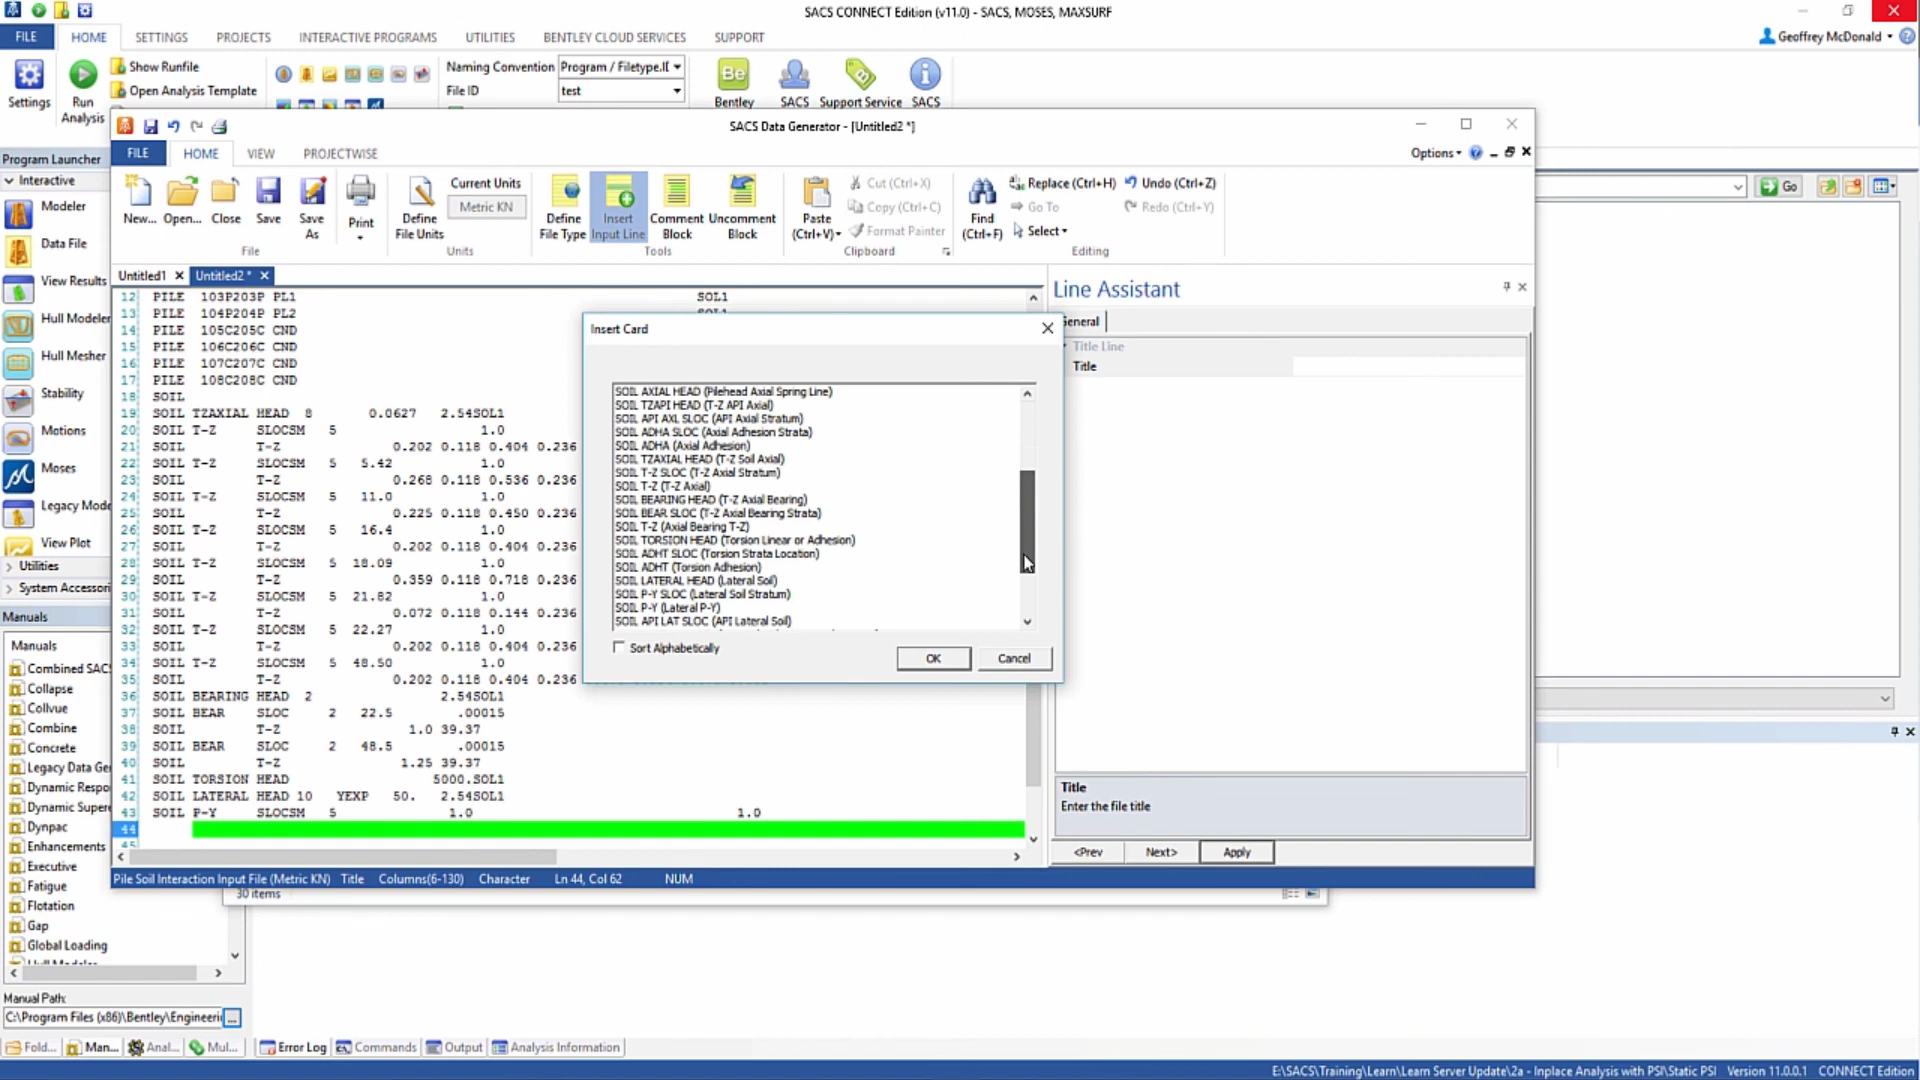 SACS CONNECT Edition (v11.0) - SACS, MOSES, MAXSURF
FILE HOME SETTINGS PROJECTS INTERACTIVE PROGRAMS UTILITIES BENTLEY CLOUD SERVICES SUPPORT
Geoffrey McDonald
Settings
Run Analysis
Show Runfile
Open Analysis Template
Naming Convention Program / Filetype.IC
File ID test
Bentley SACS Support Service SACS
SACS Data Generator - [Untitled2 *]
FILE HOME VIEW PROJECTWISE
Options
New... Open... Close Save Save As Print
File
Define File Units
Current Units
Metric KN
Units
Define File Type
Insert Input Line
Comment Block
Uncomment Block
Tools
Paste (Ctrl+V)
Cut (Ctrl+X)
Copy (Ctrl+C)
Format Painter
Clipboard
Find (Ctrl+F)
Replace (Ctrl+H)
Go To
Select
Undo (Ctrl+Z)
Redo (Ctrl+Y)
Editing
Go
Program Launcher
Interactive
Modeler
Data File
View Results
Hull Modeler
Hull Mesher
Stability
Motions
Moses
Legacy Mode
View Plot
Utilities
System Accessori
Manuals
Manuals
Combined SACS
Collapse
Collvue
Combine
Concrete
Legacy Data Ge
Dynamic Respo
Dynamic Supere
Dynpac
Enhancements
Executive
Fatigue
Flotation
Gap
Global Loading
Manual Path:
C:\Program Files (x86)\Bentley\Engineeri ...
Fold... Man... Anal... Mul...
Untitled1 Untitled2 *
12 PILE 103P203P PL1 SOL1
13 PILE 104P204P PL2 SOL1
14 PILE 105C205C CND
15 PILE 106C206C CND
16 PILE 107C207C CND
17 PILE 108C208C CND
18 SOIL
19 SOIL TZAXIAL HEAD 8 0.0627 2.54SOL1
20 SOIL T-Z SLOCSM 5 1.0
21 SOIL T-Z 0.202 0.118 0.404 0.236
22 SOIL T-Z SLOCSM 5 5.42 1.0
23 SOIL T-Z 0.268 0.118 0.536 0.236
24 SOIL T-Z SLOCSM 5 11.0 1.0
25 SOIL T-Z 0.225 0.118 0.450 0.236
26 SOIL T-Z SLOCSM 5 16.4 1.0
27 SOIL T-Z 0.202 0.118 0.404 0.236
28 SOIL T-Z SLOCSM 5 18.09 1.0
29 SOIL T-Z 0.359 0.118 0.718 0.236
30 SOIL T-Z SLOCSM 5 21.82 1.0
31 SOIL T-Z 0.072 0.118 0.144 0.236
32 SOIL T-Z SLOCSM 5 22.27 1.0
33 SOIL T-Z 0.202 0.118 0.404 0.236
34 SOIL T-Z SLOCSM 5 48.50 1.0
35 SOIL T-Z 0.202 0.118 0.404 0.236
36 SOIL BEARING HEAD 2 2.54SOL1
37 SOIL BEAR SLOC 2 22.5 .00015
38 SOIL T-Z 1.0 39.37
39 SOIL BEAR SLOC 2 48.5 .00015
40 SOIL T-Z 1.25 39.37
41 SOIL TORSION HEAD 5000.SOL1
42 SOIL LATERAL HEAD 10 YEXP 50. 2.54SOL1
43 SOIL P-Y SLOCSM 5 1.0 1.0
44
45
Insert Card
SOIL AXIAL HEAD (Pilehead Axial Spring Line)
SOIL TZAPI HEAD (T-Z API Axial)
SOIL API AXL SLOC (API Axial Stratum)
SOIL ADHA SLOC (Axial Adhesion Strata)
SOIL ADHA (Axial Adhesion)
SOIL TZAXIAL HEAD (T-Z Soil Axial)
SOIL T-Z SLOC (T-Z Axial Stratum)
SOIL T-Z (T-Z Axial)
SOIL BEARING HEAD (T-Z Axial Bearing)
SOIL BEAR SLOC (T-Z Axial Bearing Strata)
SOIL T-Z (Axial Bearing T-Z)
SOIL TORSION HEAD (Torsion Linear or Adhesion)
SOIL ADHT SLOC (Torsion Strata Location)
SOIL ADHT (Torsion Adhesion)
SOIL LATERAL HEAD (Lateral Soil)
SOIL P-Y SLOC (Lateral Soil Stratum)
SOIL P-Y (Lateral P-Y)
SOIL API LAT SLOC (API Lateral Soil)
Sort Alphabetically
OK Cancel
Line Assistant
General
Title Line
Title
Title
Enter the file title
<Prev Next> Apply
Pile Soil Interaction Input File (Metric KN) Title Columns(6-130) Character Ln 44, Col 62 NUM
30 items
Error Log Commands Output Analysis Information
E:\SACS\Training\Learn\Learn Server Update\2a - Inplace Analysis with PSI\Static PSI Version 11.0.0.1 CONNECT Edition